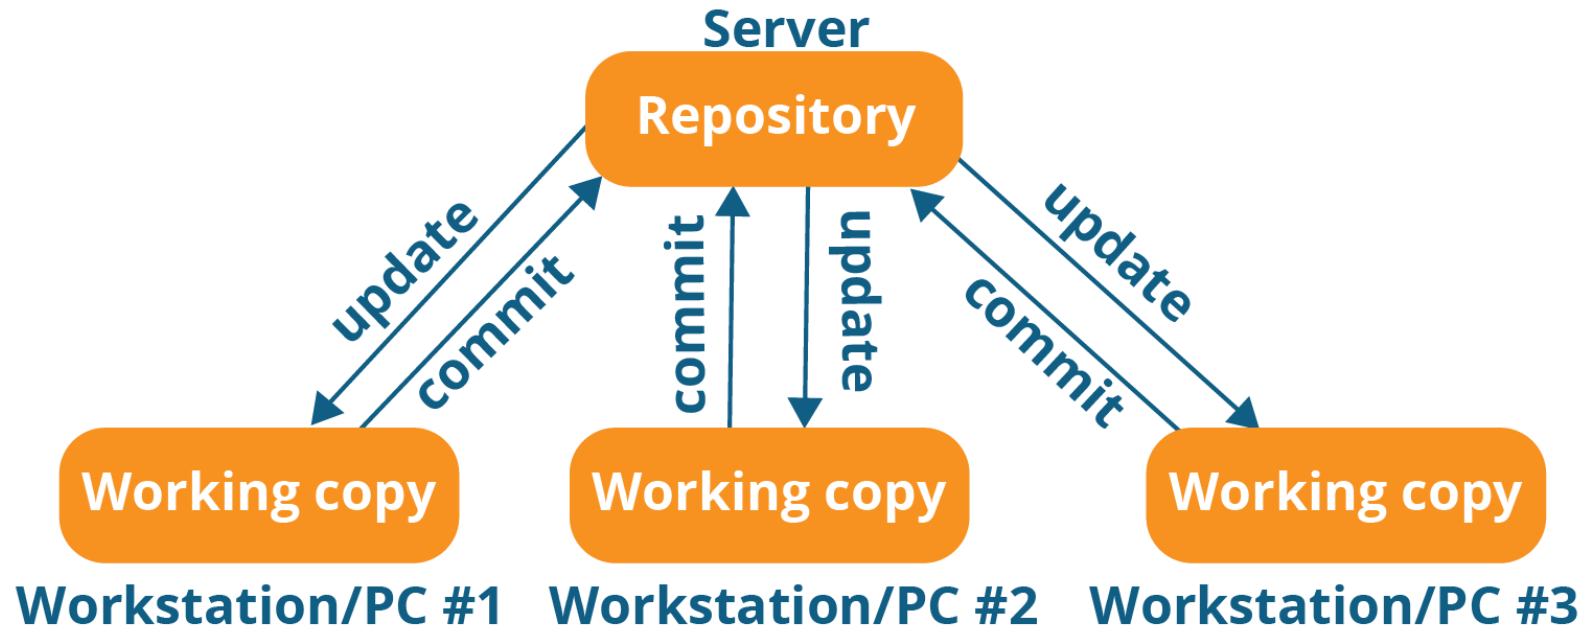 Server
Repository
update
commit
commit
update
commit
update
Working copy
Working copy
Working copy
Workstation/PC #1
Workstation/PC #2
Workstation/PC #3